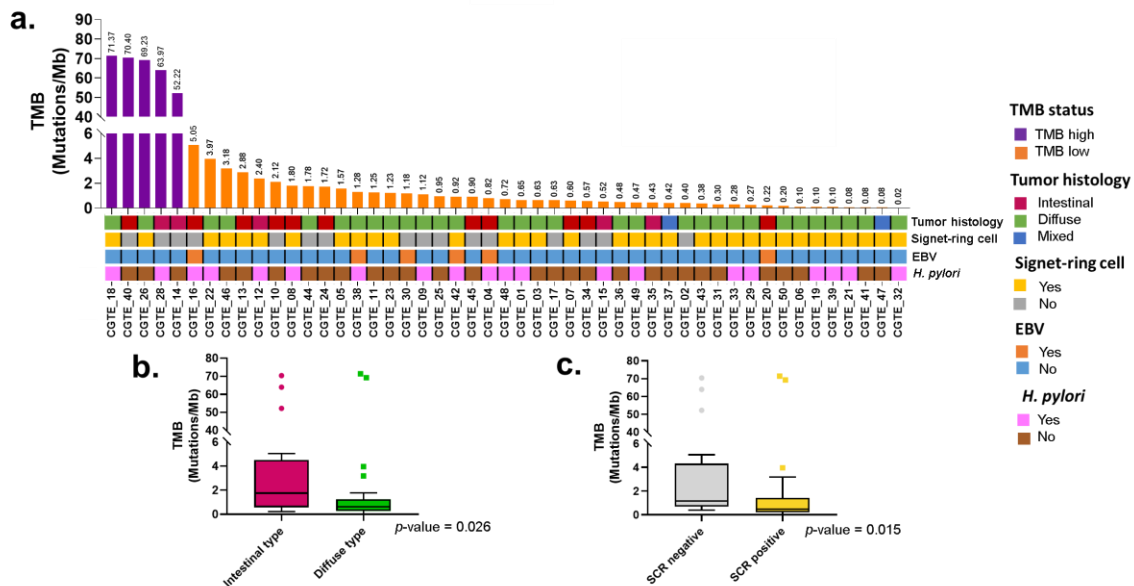 a.
TMB
(Mutations/Mb)
90
80
70
60
50
40
6
4
2
0
71.37
70.40
69.23
63.97
52.22
5.05
3.97
3.18
2.88
2.40
2.12
1.80
1.78
1.72
1.57
1.28
1.25
1.23
1.18
1.12
0.95
0.92
0.90
0.82
0.72
0.65
0.63
0.63
0.60
0.57
0.52
0.48
0.47
0.43
0.42
0.40
0.38
0.30
0.28
0.27
0.22
0.20
0.10
0.10
0.10
0.08
0.08
0.08
0.02
Tumor histology
Signet-ring cell
EBV
H. pylori
CGTE_18
CGTE_40
CGTE_26
CGTE_28
CGTE_14
CGTE_16
CGTE_22
CGTE_46
CGTE_13
CGTE_12
CGTE_10
CGTE_08
CGTE_44
CGTE_24
CGTE_05
CGTE_38
CGTE_11
CGTE_23
CGTE_30
CGTE_09
CGTE_25
CGTE_42
CGTE_45
CGTE_04
CGTE_48
CGTE_01
CGTE_03
CGTE_17
CGTE_07
CGTE_34
CGTE_15
CGTE_36
CGTE_49
CGTE_35
CGTE_37
CGTE_02
CGTE_43
CGTE_31
CGTE_33
CGTE_29
CGTE_20
CGTE_50
CGTE_06
CGTE_19
CGTE_39
CGTE_21
CGTE_41
CGTE_47
CGTE_32
TMB status
TMB high
TMB low
Tumor histology
Intestinal
Diffuse
Mixed
Signet-ring cell
Yes
No
EBV
Yes
No
H. pylori
Yes
No
b.
TMB
(Mutations/Mb)
80
70
60
50
40
6
4
2
0
Intestinal type
Diffuse type
p-value = 0.026
c.
TMB
(Mutations/Mb)
80
70
60
50
40
6
4
2
0
SCR negative
SCR positive
p-value = 0.015